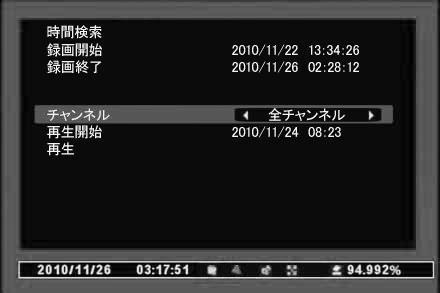 時間検索
録画開始 2010/11/22 13:34:26
録画終了 2010/11/26 02:28:12
チャンネル 全チャンネル
再生開始 2010/11/24 08:23
再生
2010/11/26 03:17:51 94.992%